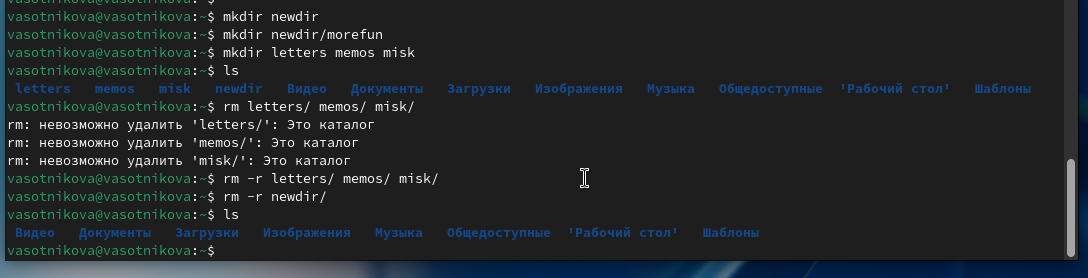 vasotnikova@vasotnikova:~$ mkdir newdir
vasotnikova@vasotnikova:~$ mkdir newdir/morefun
vasotnikova@vasotnikova:~$ mkdir letters memos misk
vasotnikova@vasotnikova:~$ ls
letters memos misk newdir Видео Документы Загрузки Изображения Музыка Общедоступные 'Рабочий стол' Шаблоны
vasotnikova@vasotnikova:~$ rm letters/ memos/ misk/
rm: невозможно удалить 'letters/': Это каталог
rm: невозможно удалить 'memos/': Это каталог
rm: невозможно удалить 'misk/': Это каталог
vasotnikova@vasotnikova:~$ rm -r letters/ memos/ misk/
vasotnikova@vasotnikova:~$ rm -r newdir/
vasotnikova@vasotnikova:~$ ls
Видео Документы Загрузки Изображения Музыка Общедоступные 'Рабочий стол' Шаблоны
vasotnikova@vasotnikova:~$